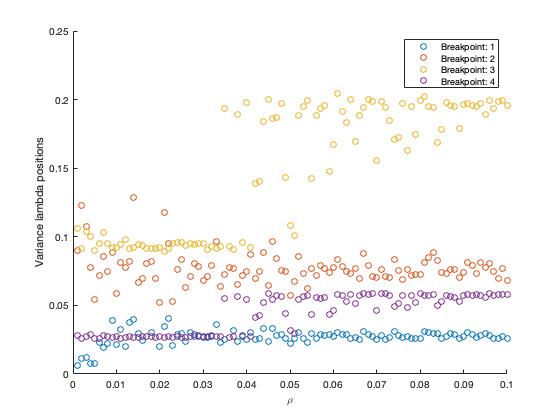 0.25
0.2
0.15
0.1
0.05
0
Variance lambda positions
Breakpoint: 1
Breakpoint: 2
Breakpoint: 3
Breakpoint: 4
0 0.01 0.02 0.03 0.04 0.05 0.06 0.07 0.08 0.09 0.1
ρ